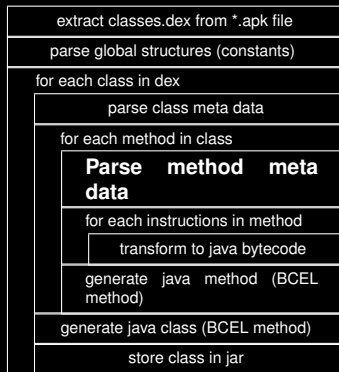 extract classes.dex from *.apk file
parse global structures (constants)
for each class in dex
parse class meta data
for each method in class
Parse method meta
data
for each instructions in method
transform to java bytecode
generate java method (BCEL
method)
generate java class (BCEL method)
store class in jar